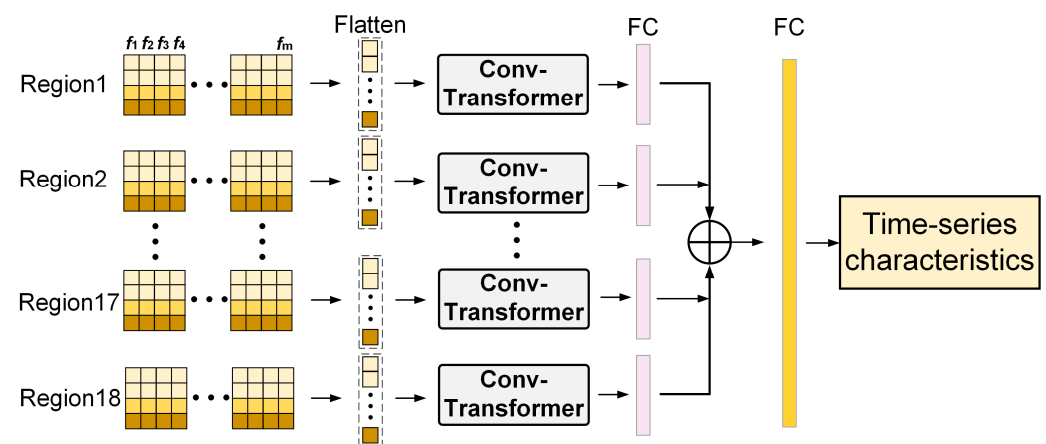 Flatten
FC
FC
f1 f2 f3 f4
fm
Region1
Conv-
Transformer
Region2
Conv-
Transformer
Time-series
characteristics
Region17
Conv-
Transformer
Region18
Conv-
Transformer